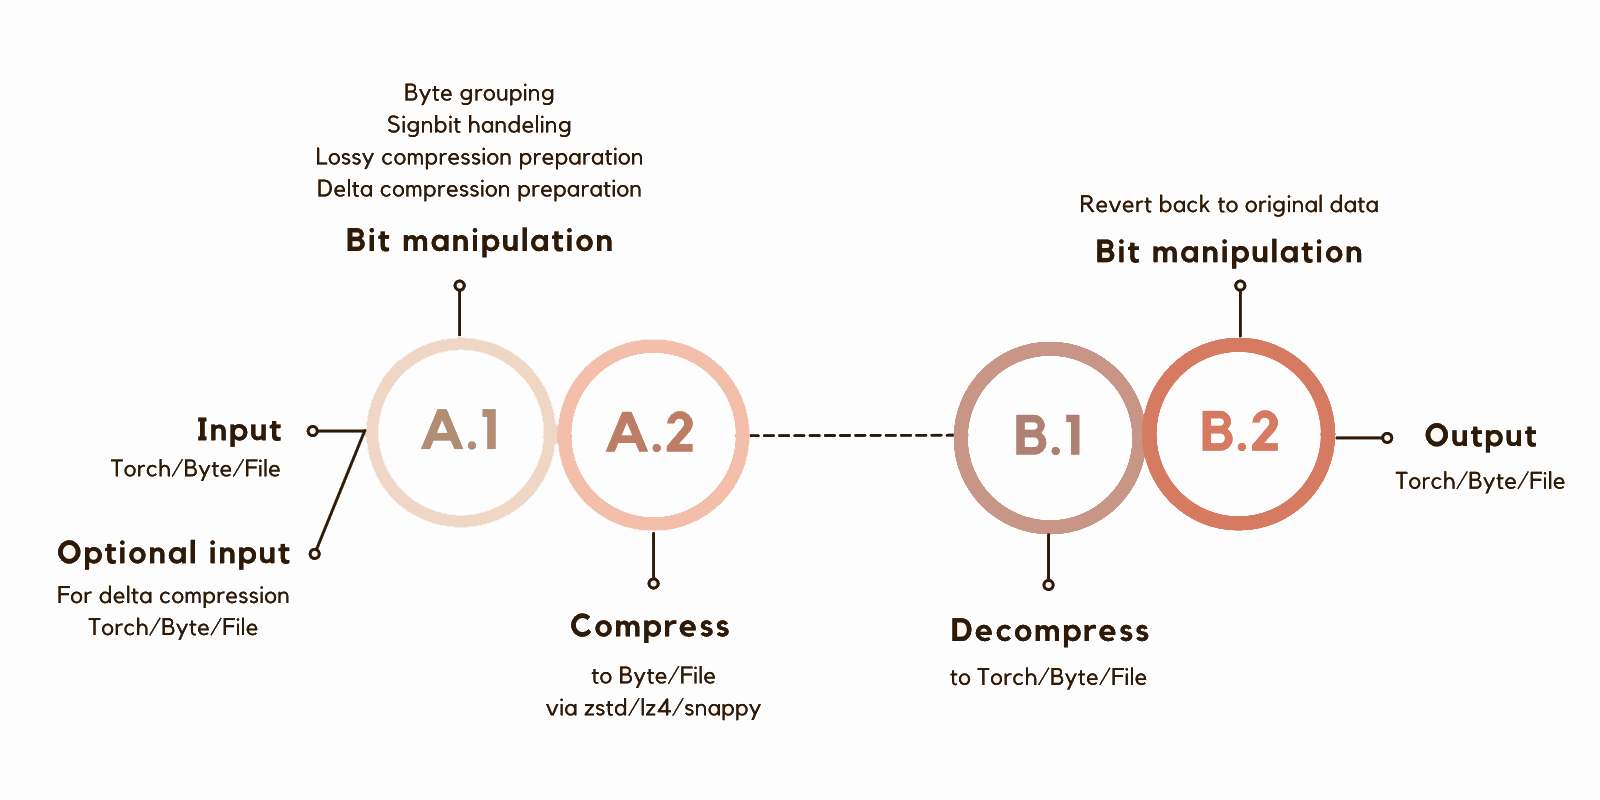 Byte grouping
Signbit handeling
Lossy compression preparation
Delta compression preparation
Bit manipulation
Revert back to original data
Bit manipulation
Input
Torch/Byte/File
Optional input
For delta compression
Torch/Byte/File
A.1
A.2
B.1
B.2
Output
Torch/Byte/File
Compress
to Byte/File
via zstd/lz4/snappy
Decompress
to Torch/Byte/File